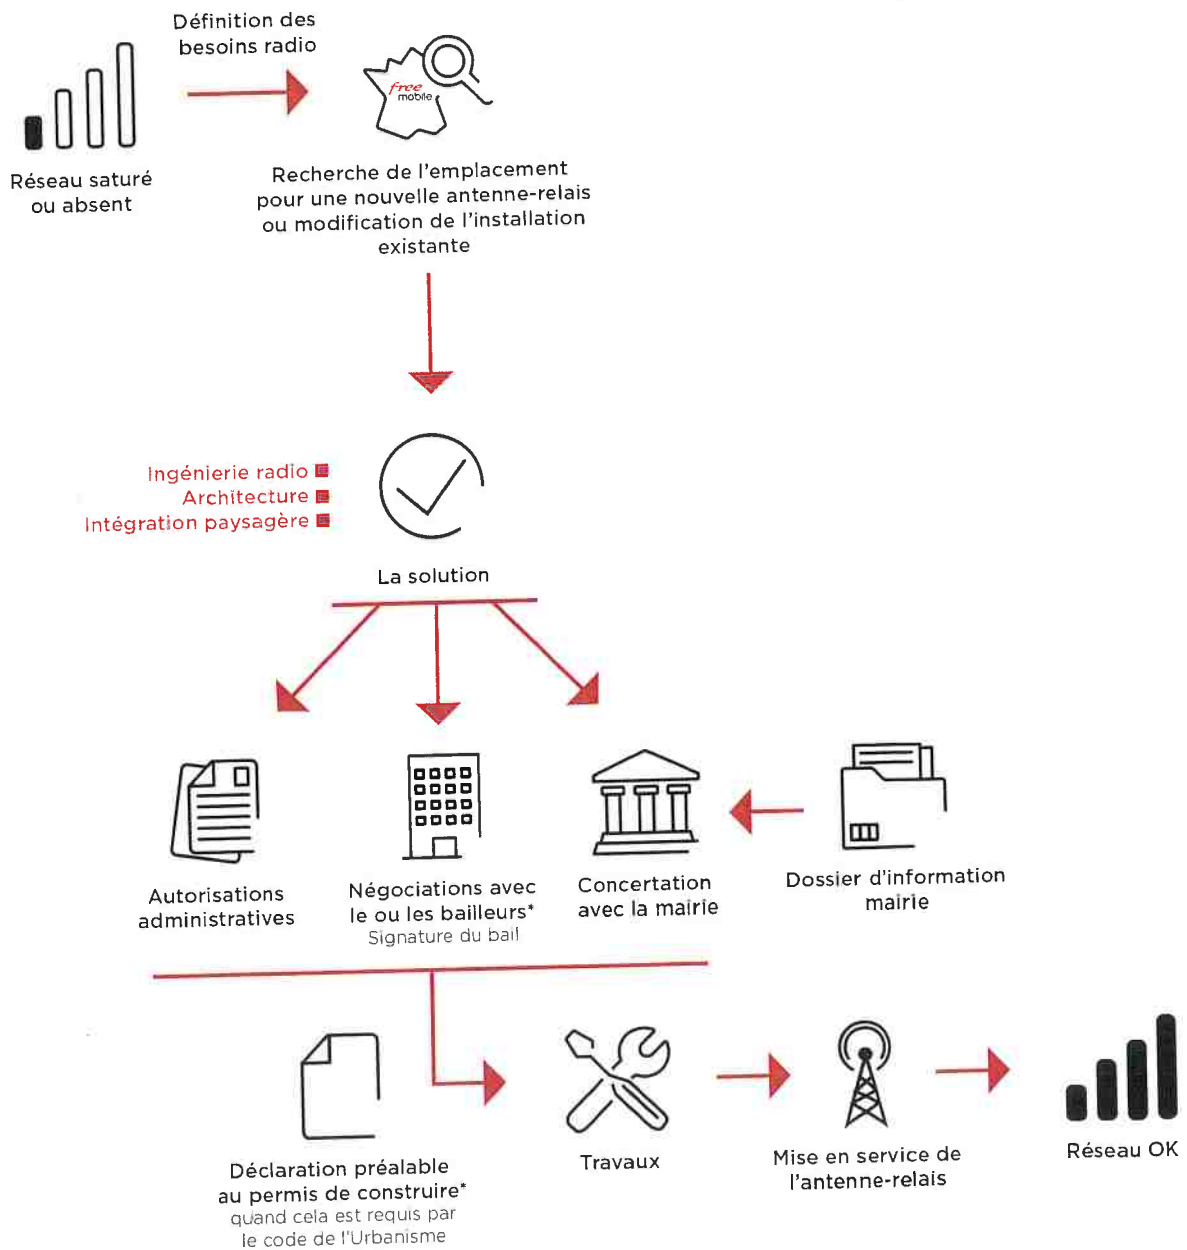 Définition des
besoins radio
free
mobile
Réseau saturé
ou absent
Recherche de l'emplacement
pour une nouvelle antenne-relais
ou modification de l'installation
existante
Ingénierie radio
Architecture
Intégration paysagère
La solution
Autorisations
administratives
Négociations avec
le ou les bailleurs*
Signature du bail
Concertation
avec la mairie
Dossier d'information
mairie
Déclaration préalable
au permis de construire*
quand cela est requis par
le code de l'Urbanisme
Travaux
Mise en service de
l'antenne-relais
Réseau OK